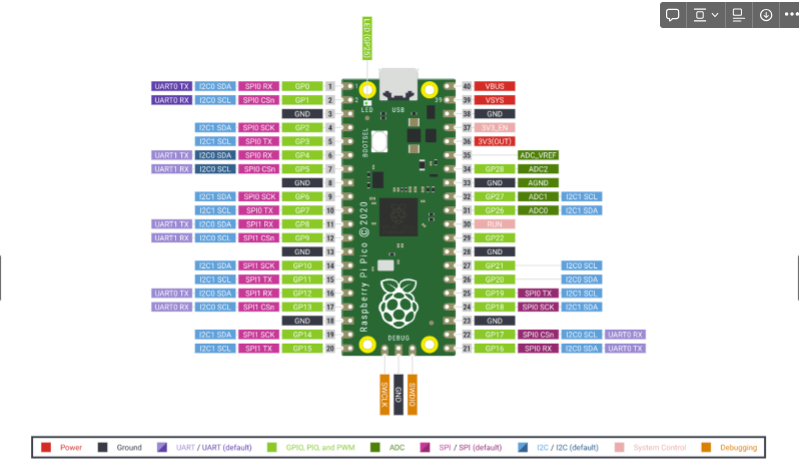 LED (GP25)
UART0 TX I2C0 SDA SPI0 RX GP0 1 40 VBUS
UART0 RX I2C0 SCL SPI0 CSn GP1 2 39 VSYS
GND 3 38 GND
I2C1 SDA SPI0 SCK GP2 4 37 3V3_EN
I2C1 SCL SPI0 TX GP3 5 36 3V3(OUT)
UART1 TX I2C0 SDA SPI0 RX GP4 6 35 ADC_VREF
UART1 RX I2C0 SCL SPI0 CSn GP5 7 34 GP28 ADC2
GND 8 33 GND AGND
I2C1 SDA SPI0 SCK GP6 9 32 GP27 ADC1 I2C1 SCL
I2C1 SCL SPI0 TX GP7 10 31 GP26 ADC0 I2C1 SDA
UART1 TX I2C0 SDA SPI1 RX GP8 11 30 RUN
UART1 RX I2C0 SCL SPI1 CSn GP9 12 29 GP22
GND 13 28 GND
I2C1 SDA SPI1 SCK GP10 14 27 GP21 I2C0 SCL
I2C1 SCL SPI1 TX GP11 15 26 GP20 I2C0 SDA
UART0 TX I2C0 SDA SPI1 RX GP12 16 25 GP19 SPI0 TX I2C1 SCL
UART0 RX I2C0 SCL SPI1 CSn GP13 17 24 GP18 SPI0 SCK I2C1 SDA
GND 18 23 GND
I2C1 SDA SPI1 SCK GP14 19 22 GP17 SPI0 CSn I2C0 SCL UART0 RX
I2C1 SCL SPI1 TX GP15 20 21 GP16 SPI0 RX I2C0 SDA UART0 TX
1
2
39
LED
USB
BOOTSEL
Raspberry Pi Pico © 2020
DEBUG
SWCLK
GND
SWDIO
Power Ground UART / UART (default) GPIO, PIO, and PWM ADC SPI / SPI (default) I2C / I2C (default) System Control Debugging